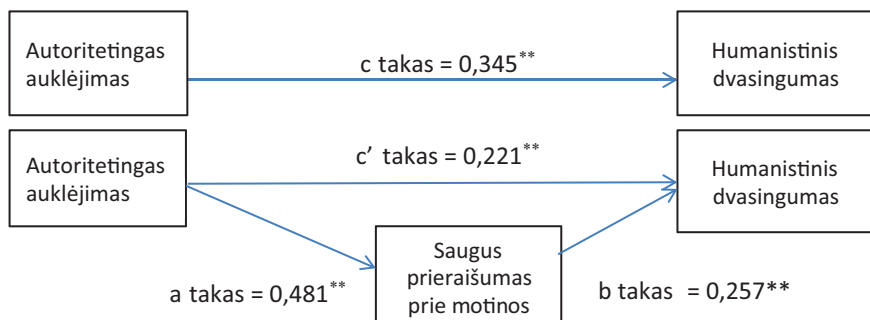 Autoritetingas
auklėjimas
c takas = 0,345**
Humanistinis
dvasingumas
Autoritetingas
auklėjimas
c’ takas = 0,221**
Humanistinis
dvasingumas
Saugus
prieraišumas
prie motinos
a takas = 0,481**
b takas = 0,257**